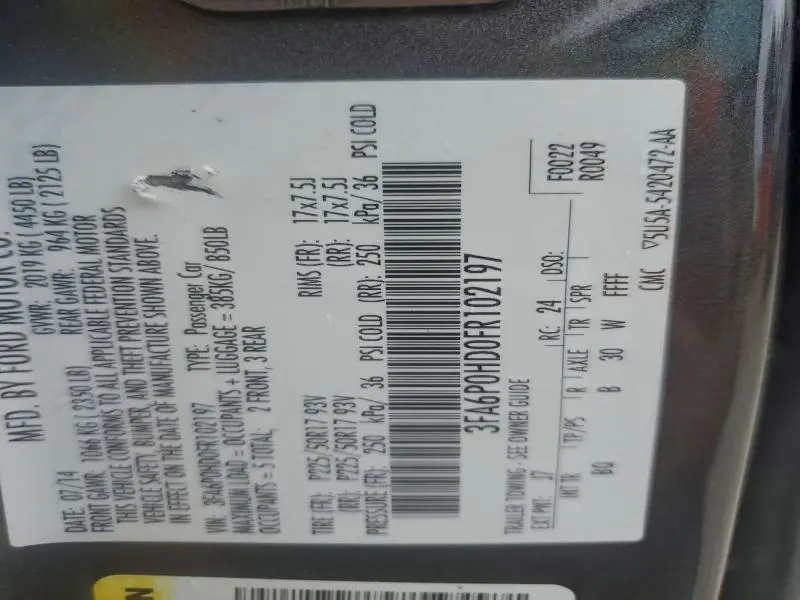 MFD. BY FORD MOTOR CO.
DATE: 07/14 GVWR: 2019 KG ( 4450 LB)
FRONT GAWR: 1066 KG ( 2350 LB) REAR GAWR: 964 KG ( 2125 LB)
THIS VEHICLE CONFORMS TO ALL APPLICABLE FEDERAL MOTOR
VEHICLE SAFETY, BUMPER, AND THEFT PREVENTION STANDARDS
IN EFFECT ON THE DATE OF MANUFACTURE SHOWN ABOVE.
VIN: 3FA6P0HD0FR102197 TYPE: Passenger Car
MAXIMUM LOAD = OCCUPANTS + LUGGAGE = 385KG/ 850LB
OCCUPANTS = 5 TOTAL; 2 FRONT, 3 REAR
TIRE (FR): P225/50R17 93V RIMS (FR): 17x7.5J
(RR): P225/50R17 93V (RR): 17x7.5J
PRESSURE (FR): 250 kPa/ 36 PSI COLD (RR): 250 kPa/ 36 PSI COLD
3FA6P0HD0FR102197
TRAILER TOWING - SEE OWNER GUIDE
F0022
R0049
EXT PNT: J7 RC: 24 DSO:
INT TR TP/PS R AXLE TR SPR
BQ B 30 W FFFF
CMC ▽5U5A-5420472-AA